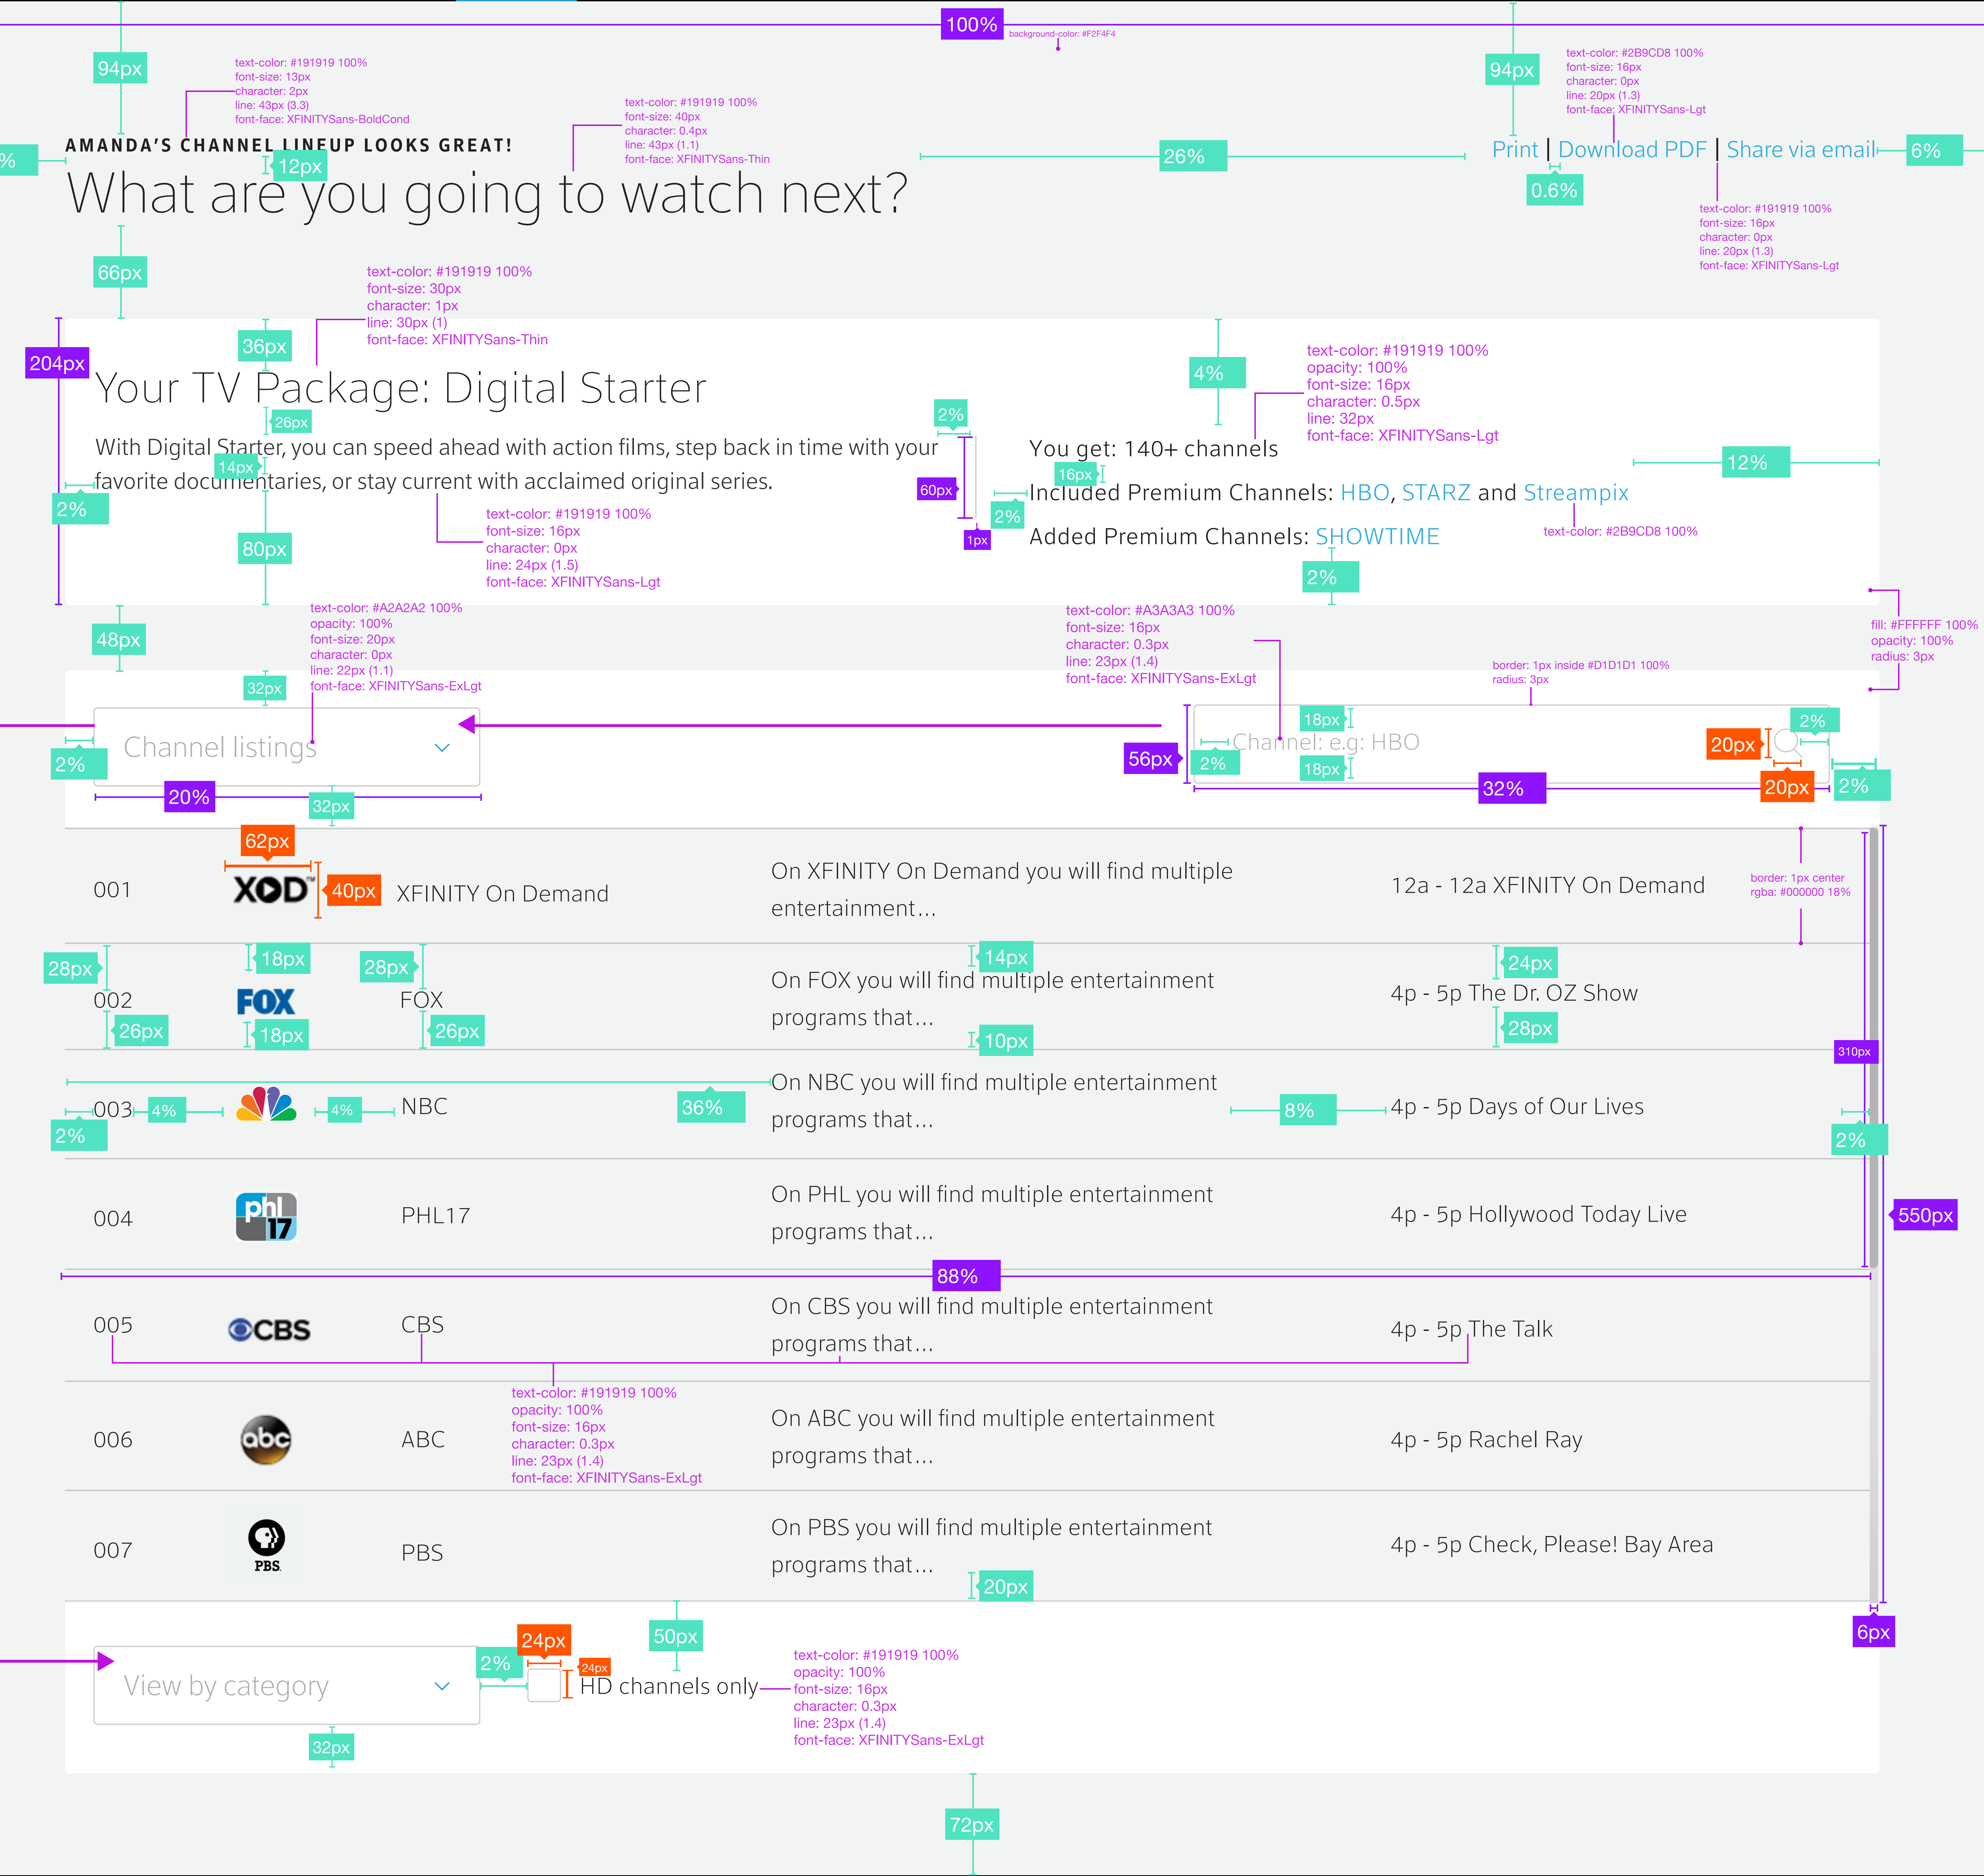 100%
background-color: #F2F4F4
94px
94px
text-color: #191919 100%
font-size: 13px
character: 2px
line: 43px (3.3)
font-face: XFINITYSans-BoldCond
text-color: #191919 100%
font-size: 40px
character: 0.4px
line: 43px (1.1)
font-face: XFINITYSans-Thin
text-color: #2B9CD8 100%
font-size: 16px
character: 0px
line: 20px (1.3)
font-face: XFINITYSans-Lgt
AMANDA'S CHANNEL LINEUP LOOKS GREAT!
%
12px
26%
Print | Download PDF | Share via email
6%
0.6%
What are you going to watch next?
text-color: #191919 100%
font-size: 16px
character: 0px
line: 20px (1.3)
font-face: XFINITYSans-Lgt
66px
text-color: #191919 100%
font-size: 30px
character: 1px
line: 30px (1)
font-face: XFINITYSans-Thin
204px
36px
4%
text-color: #191919 100%
opacity: 100%
font-size: 16px
character: 0.5px
line: 32px
font-face: XFINITYSans-Lgt
Your TV Package: Digital Starter
26px
2%
With Digital Starter, you can speed ahead with action films, step back in time with your
14px
favorite documentaries, or stay current with acclaimed original series.
You get: 140+ channels
12%
16px
60px
Included Premium Channels: HBO, STARZ and Streampix
2%
2%
text-color: #2B9CD8 100%
1px
Added Premium Channels: SHOWTIME
80px
2%
text-color: #191919 100%
font-size: 16px
character: 0px
line: 24px (1.5)
font-face: XFINITYSans-Lgt
48px
text-color: #A2A2A2 100%
opacity: 100%
font-size: 20px
character: 0px
line: 22px (1.1)
font-face: XFINITYSans-ExLgt
text-color: #A3A3A3 100%
font-size: 16px
character: 0.3px
line: 23px (1.4)
font-face: XFINITYSans-ExLgt
fill: #FFFFFF 100%
opacity: 100%
radius: 3px
border: 1px inside #D1D1D1 100%
radius: 3px
32px
Channel listings
2%
20%
32px
56px
18px
Channel: e.g: HBO
2%
18px
32%
20px
20px
2%
2%
62px
001
XOD™
40px
XFINITY On Demand
On XFINITY On Demand you will find multiple
entertainment...
12a - 12a XFINITY On Demand
border: 1px center
rgba: #000000 18%
28px
18px
28px
14px
24px
002
FOX
FOX
On FOX you will find multiple entertainment
programs that...
4p - 5p The Dr. OZ Show
26px
18px
26px
10px
28px
310px
003
4%
4%
NBC
36%
On NBC you will find multiple entertainment
programs that...
8%
4p - 5p Days of Our Lives
2%
2%
004
phl
17
PHL17
On PHL you will find multiple entertainment
programs that...
4p - 5p Hollywood Today Live
550px
88%
005
CBS
CBS
On CBS you will find multiple entertainment
programs that...
4p - 5p The Talk
text-color: #191919 100%
opacity: 100%
font-size: 16px
character: 0.3px
line: 23px (1.4)
font-face: XFINITYSans-ExLgt
006
abc
ABC
On ABC you will find multiple entertainment
programs that...
4p - 5p Rachel Ray
007
PBS.
PBS
On PBS you will find multiple entertainment
programs that...
4p - 5p Check, Please! Bay Area
20px
6px
50px
24px
24px
2%
View by category
HD channels only
text-color: #191919 100%
opacity: 100%
font-size: 16px
character: 0.3px
line: 23px (1.4)
font-face: XFINITYSans-ExLgt
32px
72px